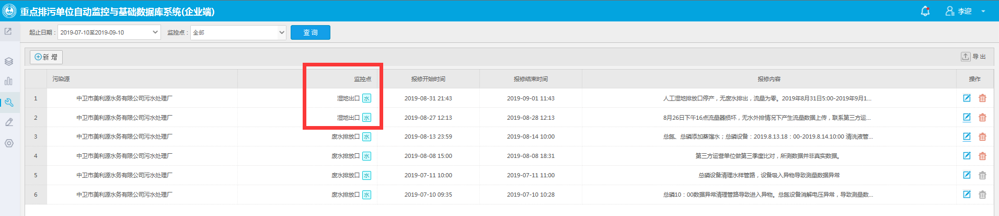 重点排污单位自动监控与基础数据库系统(企业端)
李迎
起止日期：
2019-07-10至2019-09-10
监控点：
全部
查 询
新 增
导 出
污染源 监控点 报修开始时间 报修结束时间 报修内容 操作
1 中卫市美利源水务有限公司污水处理厂 湿地出口 水 2019-08-31 21:43 2019-09-01 11:43 人工湿地排放口停产，无废水排出，流量为零。2019年8月31日5:00-2019年9月1...
2 中卫市美利源水务有限公司污水处理厂 湿地出口 水 2019-08-27 12:13 2019-08-28 12:13 8月26日下午16点流量器损坏，无水外排情况下产生流量数据上传，联系第三方运...
3 中卫市美利源水务有限公司污水处理厂 废水排放口 水 2019-08-13 23:59 2019-08-14 10:00 总氮、总磷添加蒸馏水；总磷设备：2019.8.13.18：00-2019.8.14.10:00 清洗液管...
4 中卫市美利源水务有限公司污水处理厂 废水排放口 水 2019-08-08 15:00 2019-08-08 18:31 第三方运营单位做第三季度比对，所测数据并非真实数据。
5 中卫市美利源水务有限公司污水处理厂 废水排放口 水 2019-07-11 10:00 2019-07-11 11:00 总磷设备清理水样管路，设备吸入异物导致测量数据异常
6 中卫市美利源水务有限公司污水处理厂 废水排放口 水 2019-07-10 09:35 2019-07-10 10:28 总磷10：00数据异常清理管路导致进入异物。总氮设备消解电压异常，导致测量数...